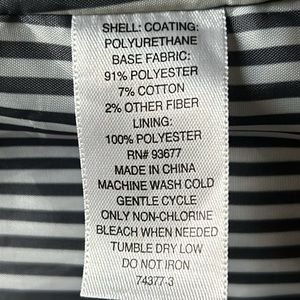 SHELL: COATING:
POLYURETHANE
BASE FABRIC:
91% POLYESTER
7% COTTON
2% OTHER FIBER
LINING:
100% POLYESTER
RN# 93677
MADE IN CHINA
MACHINE WASH COLD
GENTLE CYCLE
ONLY NON-CHLORINE
BLEACH WHEN NEEDED
TUMBLE DRY LOW
DO NOT IRON
74377-3